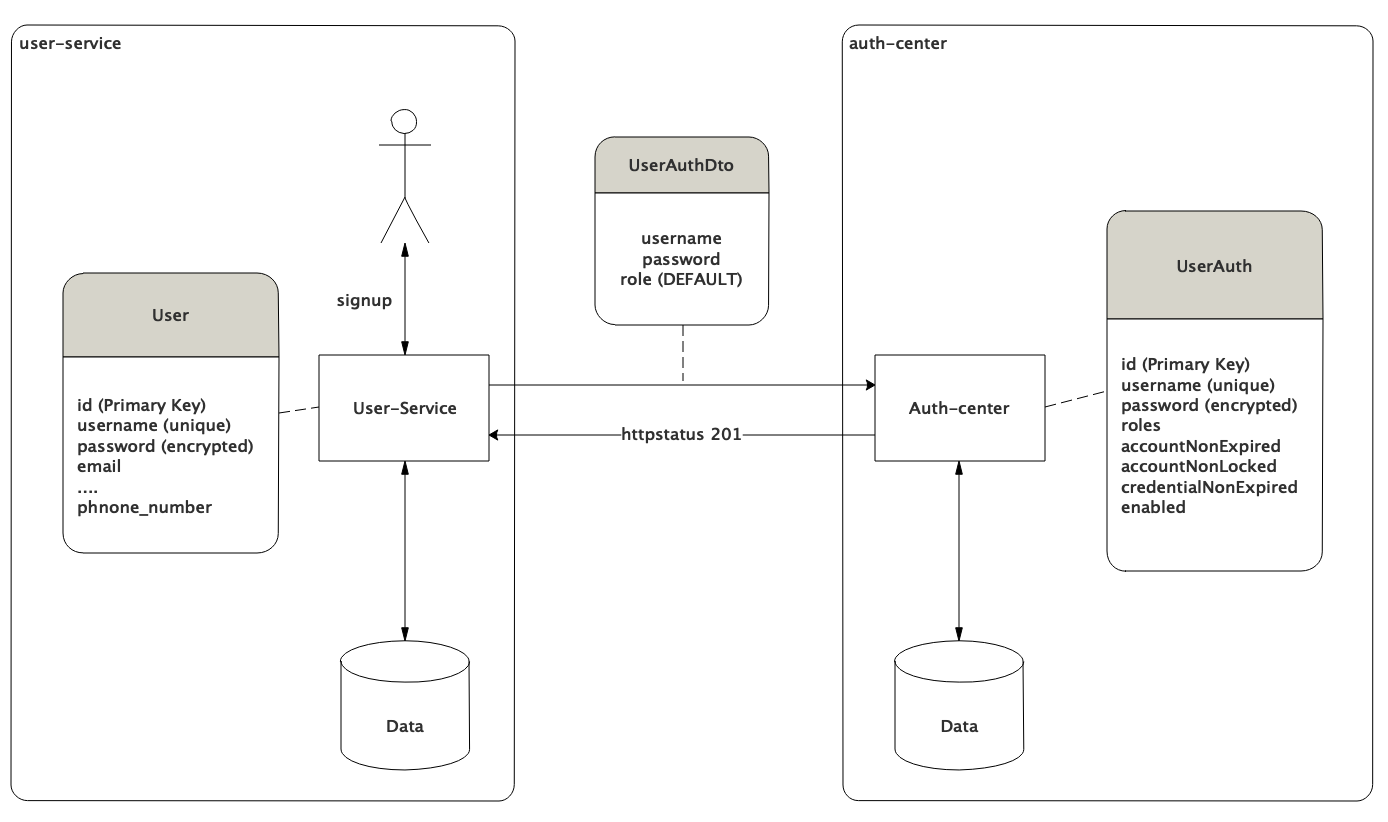 user-service
auth-center
UserAuthDto
username
password
role (DEFAULT)
UserAuth
id (Primary Key)
username (unique)
password (encrypted)
roles
accountNonExpired
accountNonLocked
credentialNonExpired
enabled
signup
User
id (Primary Key)
username (unique)
password (encrypted)
email
....
phnone_number
User-Service
Auth-center
httpstatus 201
Data
Data